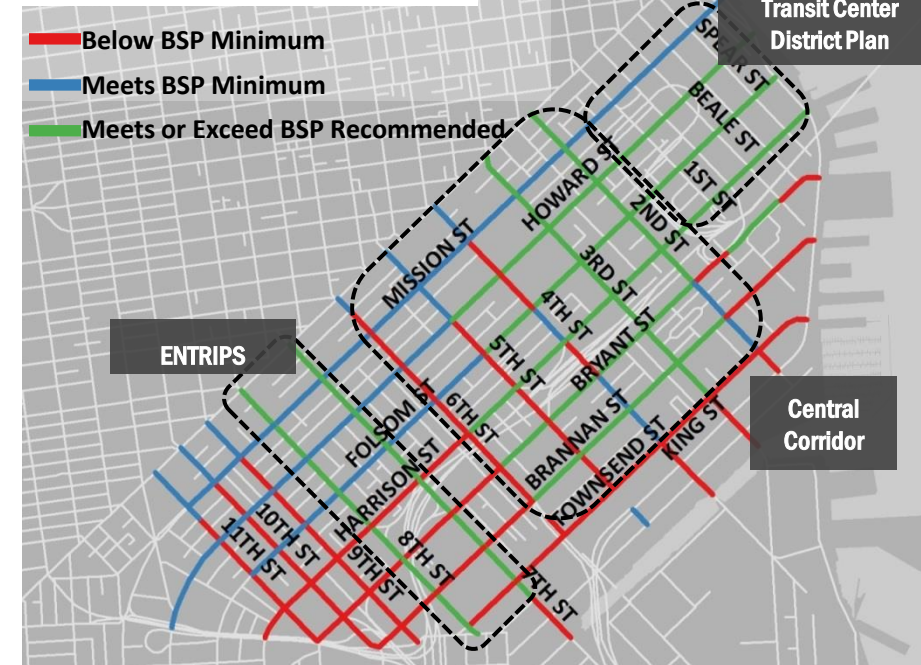 Transit Center
District Plan
Below BSP Minimum
Meets BSP Minimum
Meets or Exceed BSP Recommended
SPEAR ST
BEALE ST
1ST ST
HOWARD ST
2ND ST
MISSION ST
3RD ST
4TH ST
BRYANT ST
5TH ST
ENTRIPS
6TH ST
FOLSOM ST
BRANNAN ST
TOWNSEND ST
KING ST
Central
Corridor
HARRISON ST
10TH ST
11TH ST
9TH ST
8TH ST
7TH ST